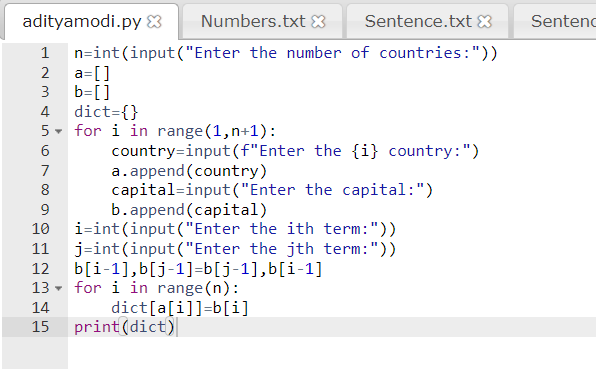 adityamodi.py Numbers.txt Sentence.txt Sentenc
1 n=int(input("Enter the number of countries:"))
2 a=[]
3 b=[]
4 dict={}
5 for i in range(1,n+1):
6     country=input(f"Enter the {i} country:")
7     a.append(country)
8     capital=input("Enter the capital:")
9     b.append(capital)
10 i=int(input("Enter the ith term:"))
11 j=int(input("Enter the jth term:"))
12 b[i-1],b[j-1]=b[j-1],b[i-1]
13 for i in range(n):
14     dict[a[i]]=b[i]
15 print(dict)